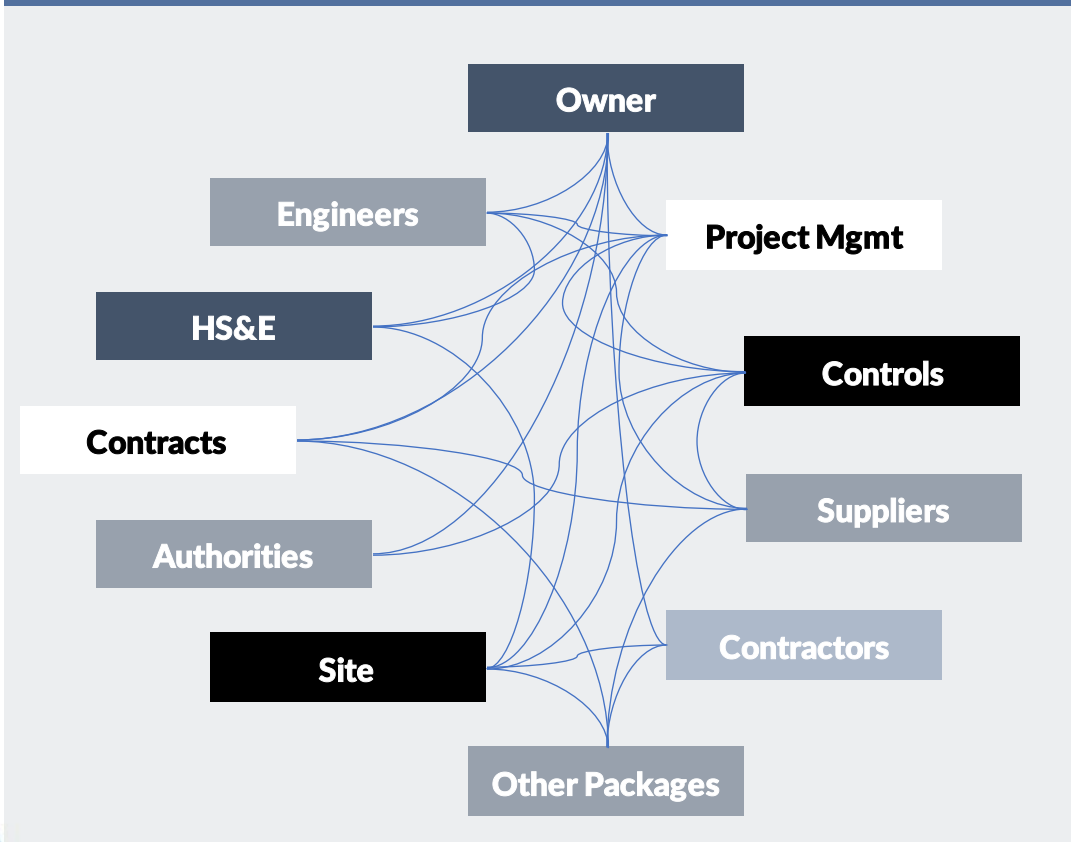 Owner
Engineers
Project Mgmt
HS&E
Controls
Contracts
Suppliers
Authorities
Contractors
Site
Other Packages